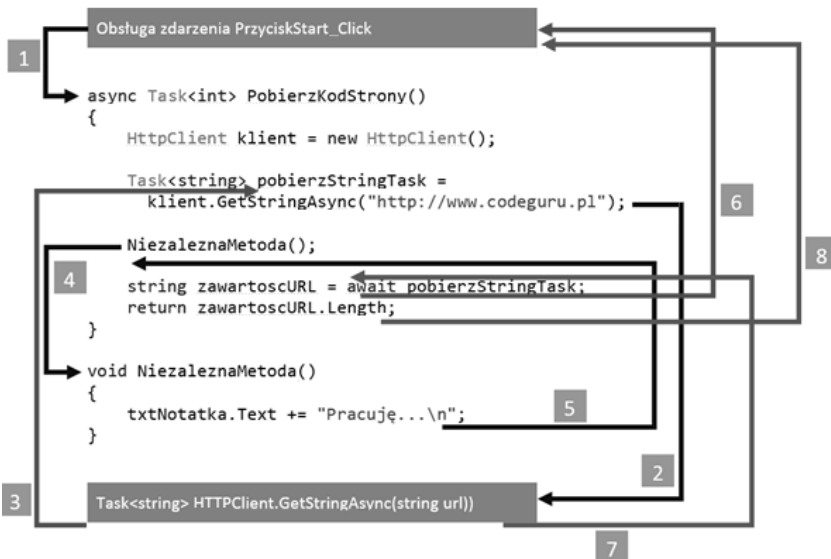 Obsługa zdarzenia PrzyciskStart_Click
1
async Task<int> PobierzKodStrony()
{
HttpClient klient = new HttpClient();
Task<string> pobierzStringTask =
klient.GetStringAsync("http://www.codeguru.pl");
6
8
NiezaleznaMetoda();
4
string zawartoscURL = await pobierzStringTask;
return zawartoscURL.Length;
}
void NiezaleznaMetoda()
{
txtNotatka.Text += "Pracuję...\n";
5
}
2
3
Task<string> HTTPClient.GetStringAsync(string url))
7